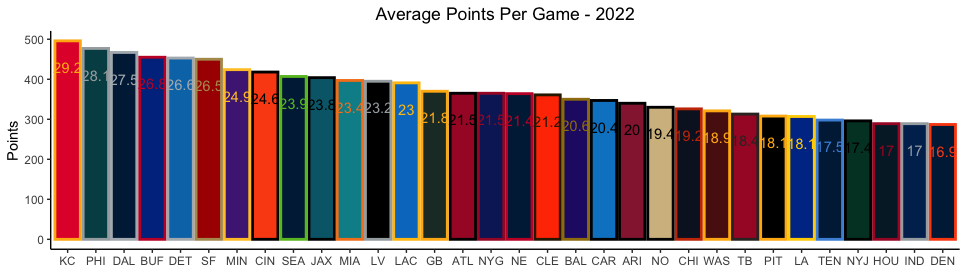 Average Points Per Game - 2022
Points
500
400
300
200
100
0
29.2 28.1 27.5 26.8 26.6 26.5 24.9 24.6 23.9 23.8 23.4 23.2 23 21.8 21.5 21.5 21.4 21.2 20.6 20.4 20 19.4 19.2 18.9 18.4 18.1 18.1 17.5 17.4 17 17 16.9
KC PHI DAL BUF DET SF MIN CIN SEA JAX MIA LV LAC GB ATL NYG NE CLE BAL CAR ARI NO CHI WAS TB PIT LA TEN NYJ HOU IND DEN